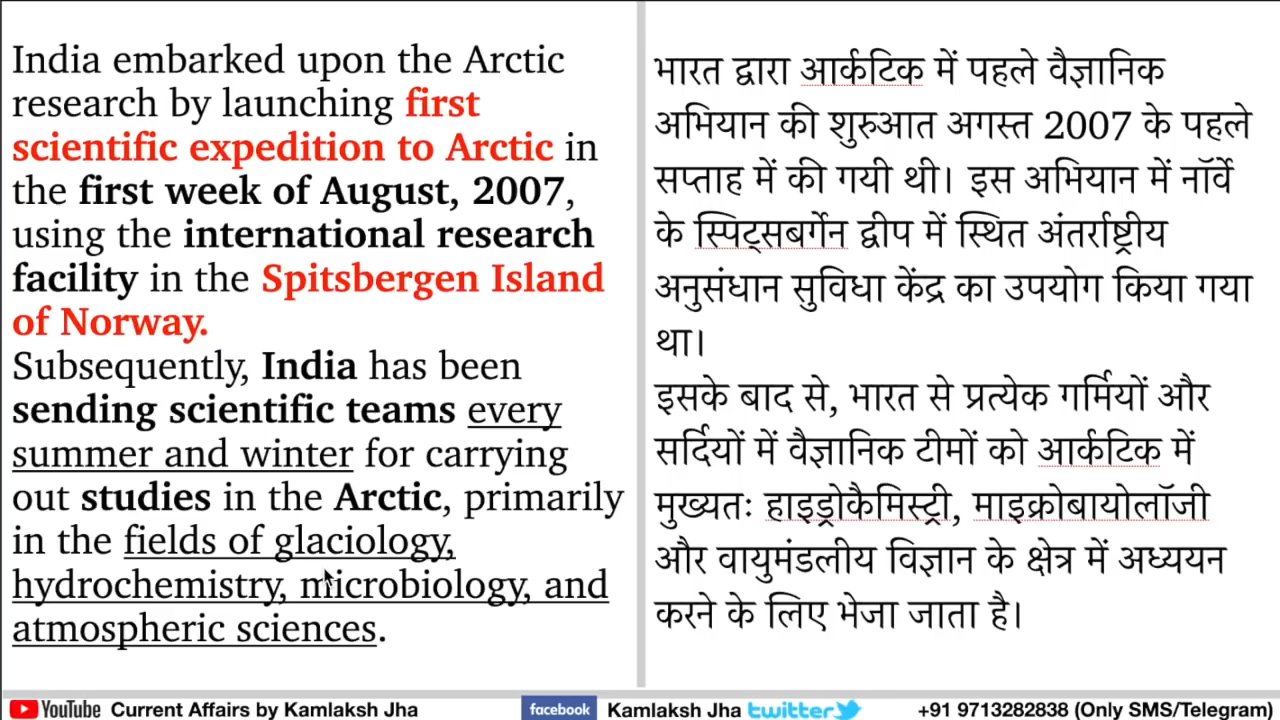 India embarked upon the Arctic
research by launching first
scientific expedition to Arctic in
the first week of August, 2007,
using the international research
facility in the Spitsbergen Island
of Norway.
Subsequently, India has been
sending scientific teams every
summer and winter for carrying
out studies in the Arctic, primarily
in the fields of glaciology,
hydrochemistry, microbiology, and
atmospheric sciences.
भारत द्वारा आर्कटिक में पहले वैज्ञानिक
अभियान की शुरुआत अगस्त 2007 के पहले
सप्ताह में की गयी थी। इस अभियान में नॉर्वे
के स्पिट्सबर्गेन द्वीप में स्थित अंतर्राष्ट्रीय
अनुसंधान सुविधा केंद्र का उपयोग किया गया
था।
इसके बाद से, भारत से प्रत्येक गर्मियों और
सर्दियों में वैज्ञानिक टीमों को आर्कटिक में
मुख्यतः हाइड्रोकैमिस्ट्री, माइक्रोबायोलॉजी
और वायुमंडलीय विज्ञान के क्षेत्र में अध्ययन
करने के लिए भेजा जाता है।
YouTube Current Affairs by Kamlaksh Jha facebook Kamlaksh Jha twitter +91 9713282838 (Only SMS/Telegram)